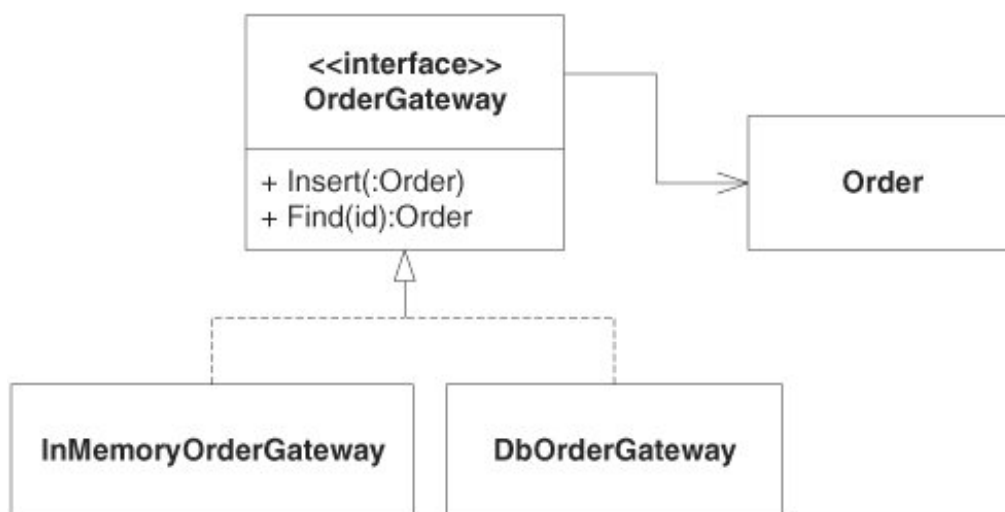 <<interface>>
OrderGateway
+ Insert(:Order)
+ Find(id):Order
Order
InMemoryOrderGateway
DbOrderGateway